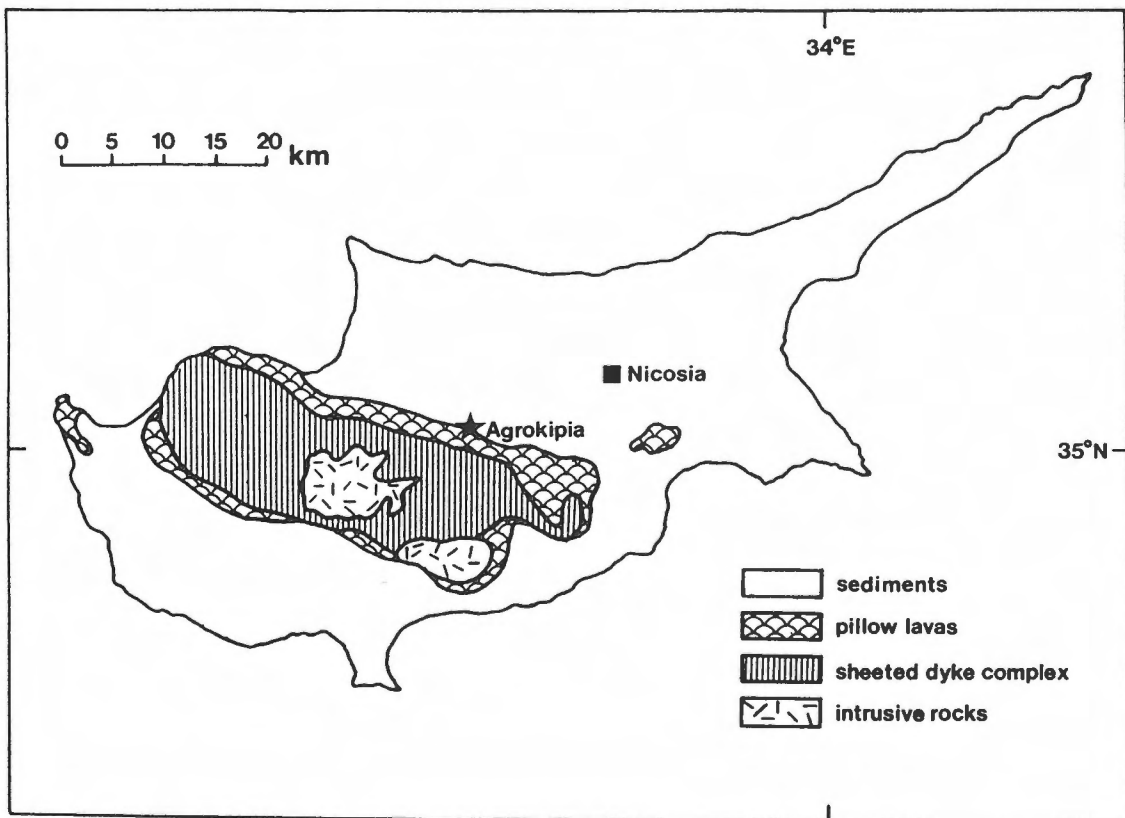 34°E
0 5 10 15 20 km
Nicosia
Agrokipia
35°N
sediments
pillow lavas
sheeted dyke complex
intrusive rocks